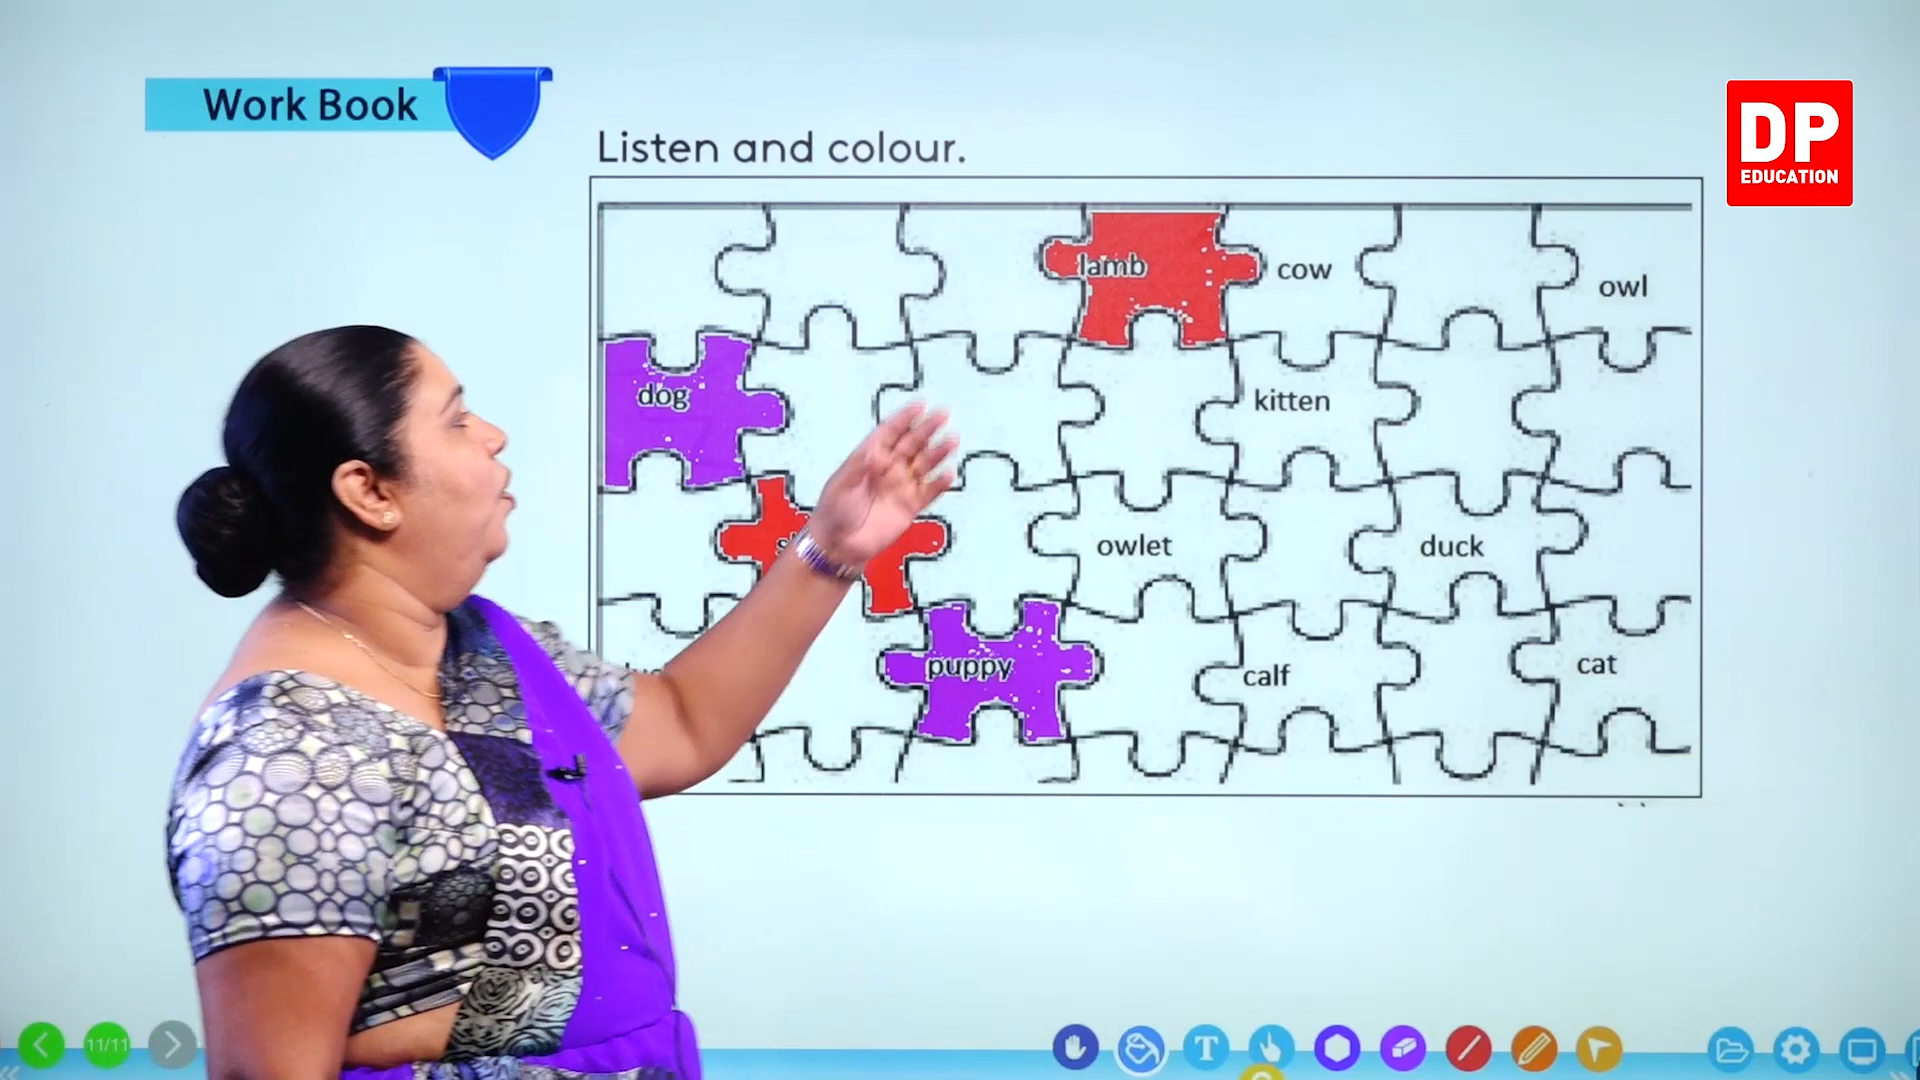 Work Book
DP
EDUCATION
Listen and colour.
lamb
cow
owl
dog
kitten
owlet
duck
puppy
calf
cat
11/11
T